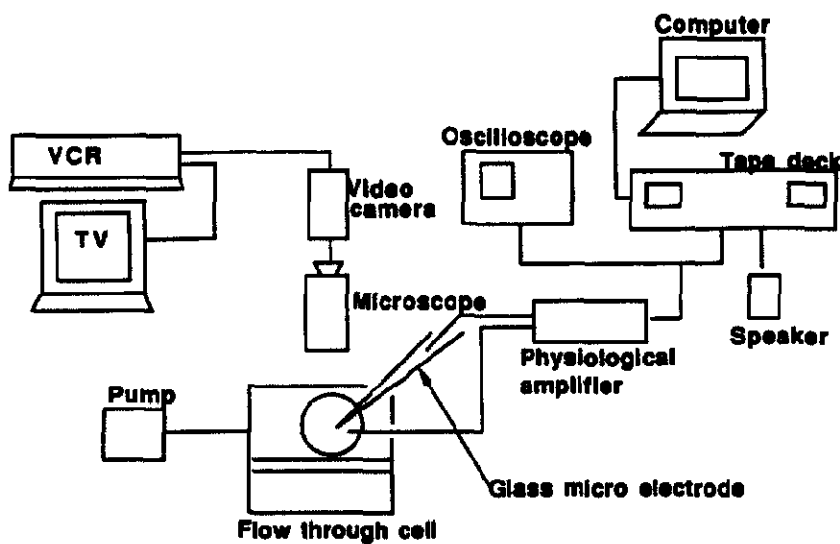 Computer
Oscilloscope
Tape deck
VCR
Video
camera
TV
Microscope
Speaker
Physiological
amplifier
Pump
Glass micro electrode
Flow through cell